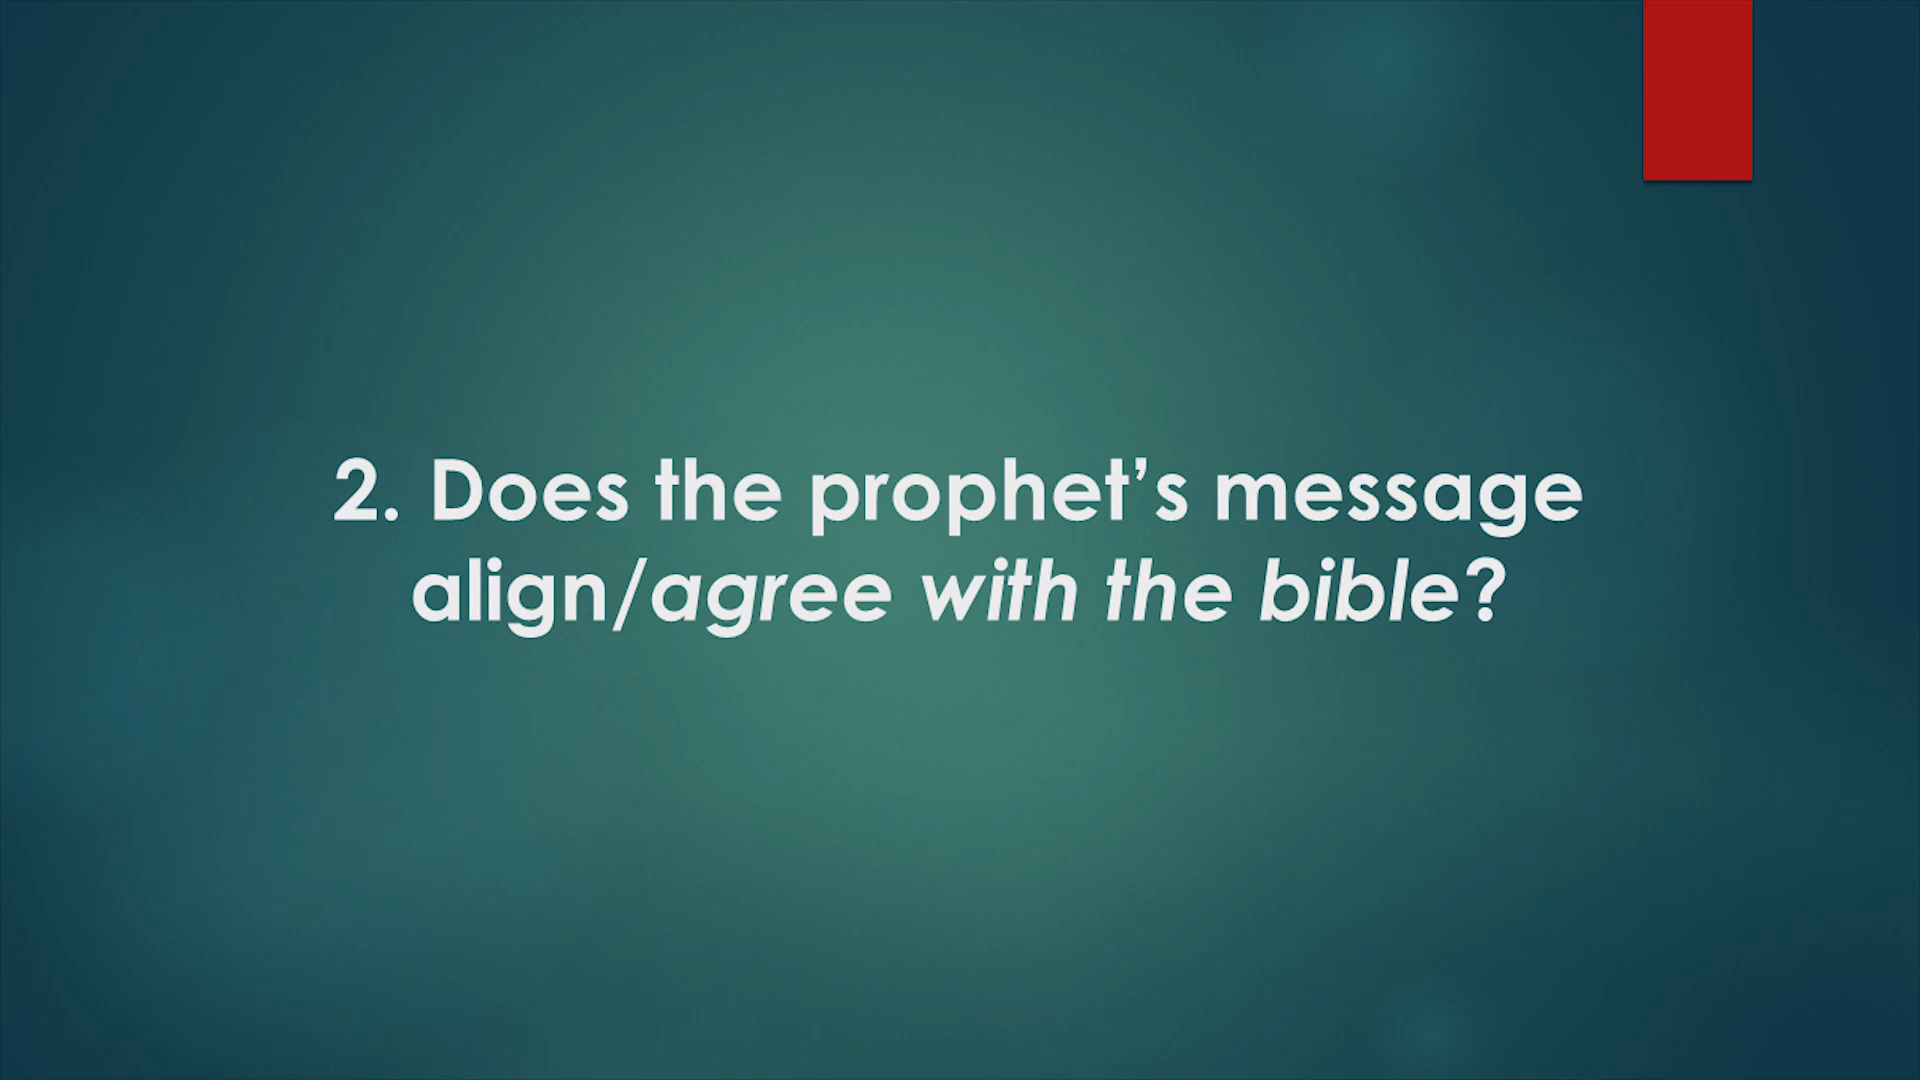 2. Does the prophet’s message
align/agree with the bible?